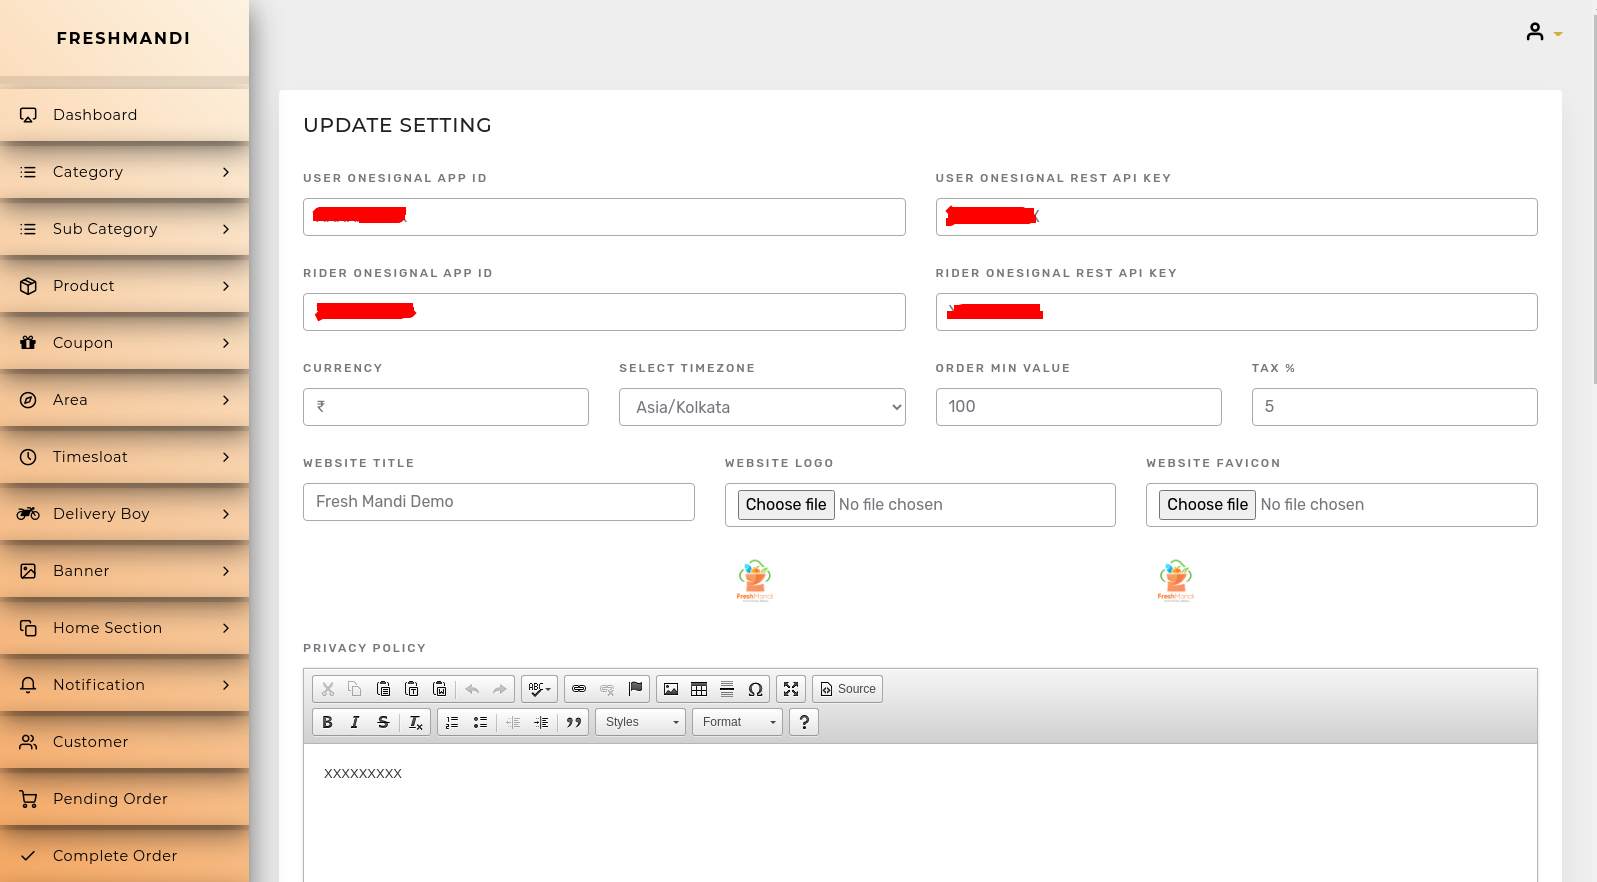 FRESHMANDI
Dashboard
Category
Sub Category
Product
Coupon
Area
Timesloat
Delivery Boy
Banner
Home Section
Notification
Customer
Pending Order
Complete Order
UPDATE SETTING
USER ONESIGNAL APP ID
USER ONESIGNAL REST API KEY
RIDER ONESIGNAL APP ID
RIDER ONESIGNAL REST API KEY
CURRENCY
SELECT TIMEZONE
ORDER MIN VALUE
TAX %
₹
Asia/Kolkata
100
5
WEBSITE TITLE
WEBSITE LOGO
WEBSITE FAVICON
Fresh Mandi Demo
Choose file No file chosen
Choose file No file chosen
FreshMandi
FreshMandi
PRIVACY POLICY
ABC
Source
B I S Tx
Styles
Format
?
XXXXXXXXX